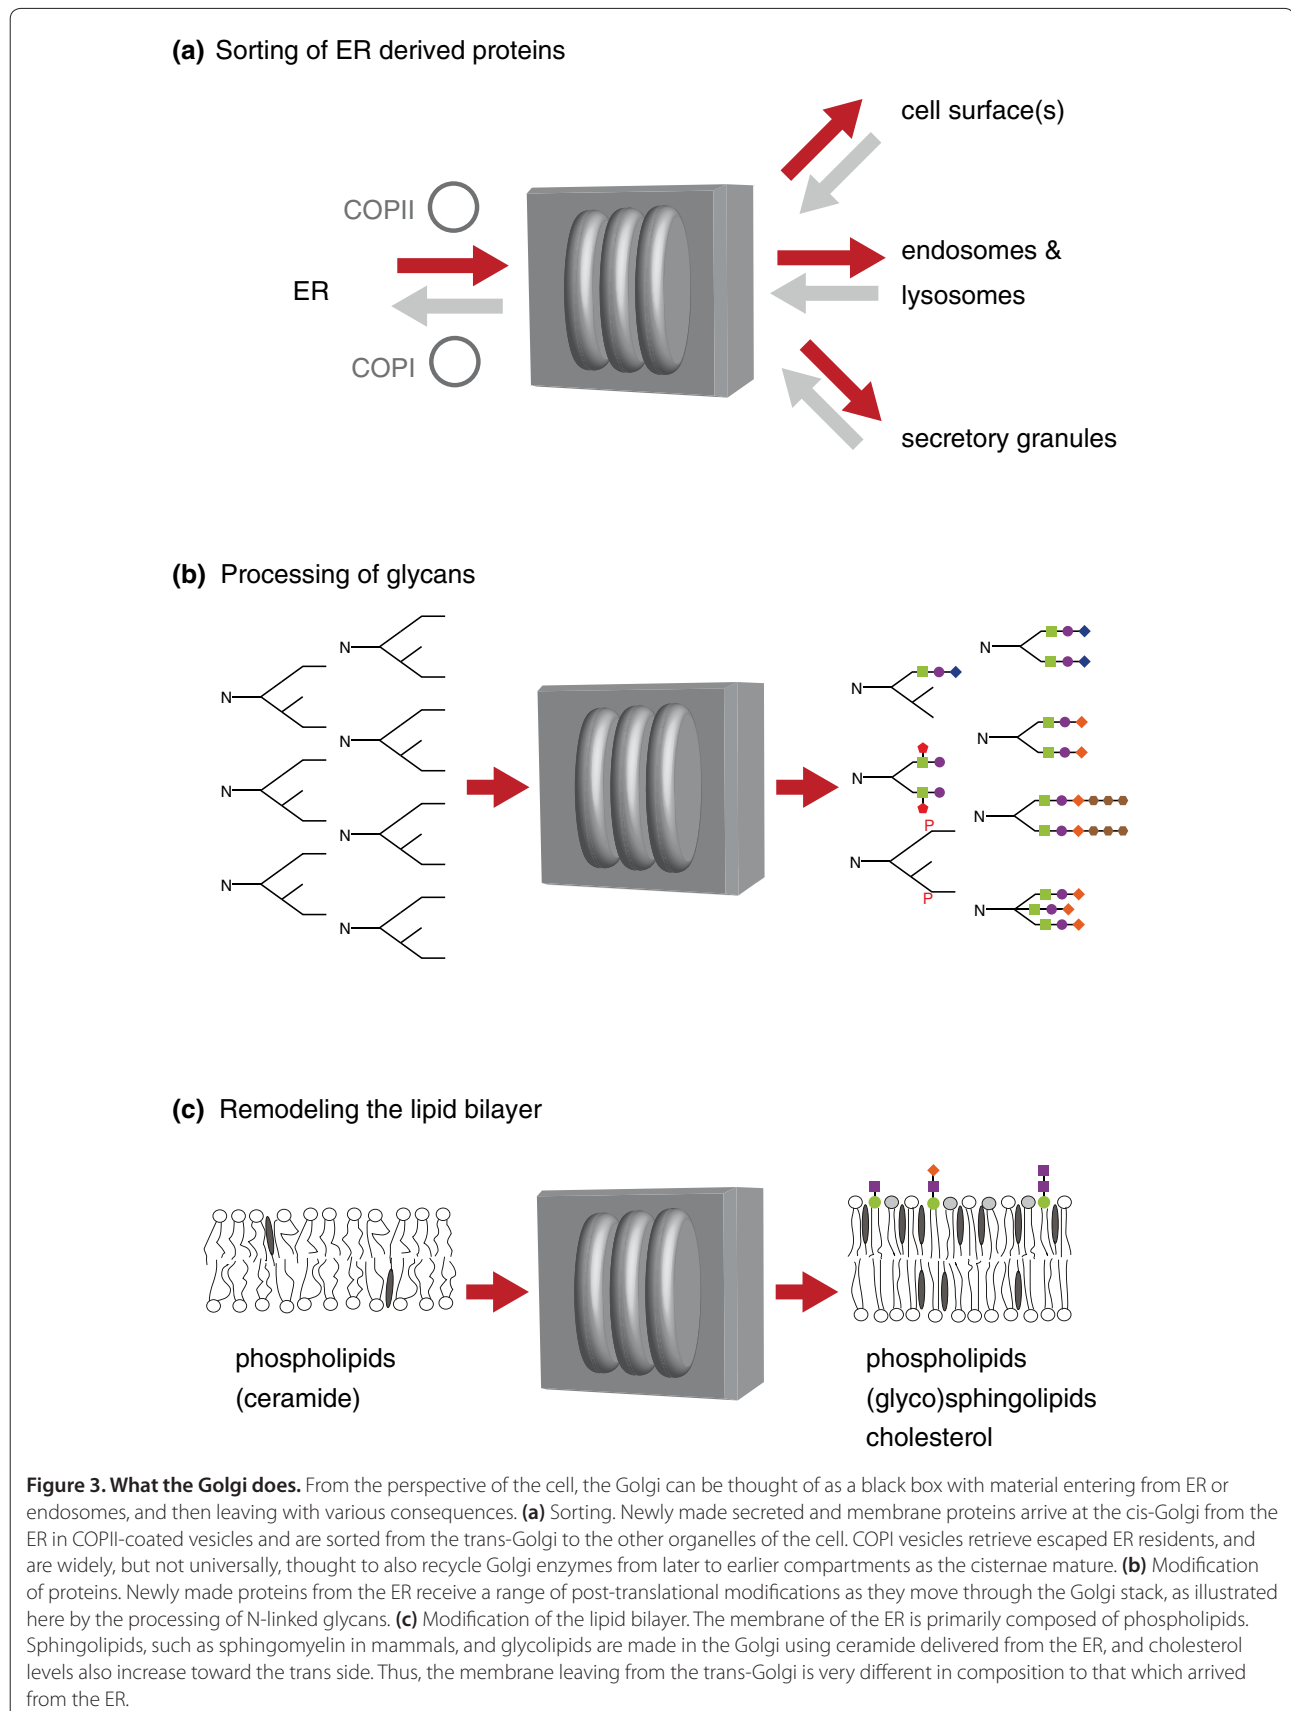 (a) Sorting of ER derived proteins
cell surface(s)
COPII
ER
endosomes &
lysosomes
COPI
secretory granules
(b) Processing of glycans
N
N
N
N
N
N
N
N
N
N
N
N
N
P
N
P
N
(c) Remodeling the lipid bilayer
phospholipids
(ceramide)
phospholipids
(glyco)sphingolipids
cholesterol
Figure 3. What the Golgi does. From the perspective of the cell, the Golgi can be thought of as a black box with material entering from ER or
endosomes, and then leaving with various consequences. (a) Sorting. Newly made secreted and membrane proteins arrive at the cis-Golgi from the
ER in COPII-coated vesicles and are sorted from the trans-Golgi to the other organelles of the cell. COPI vesicles retrieve escaped ER residents, and
are widely, but not universally, thought to also recycle Golgi enzymes from later to earlier compartments as the cisternae mature. (b) Modification
of proteins. Newly made proteins from the ER receive a range of post-translational modifications as they move through the Golgi stack, as illustrated
here by the processing of N-linked glycans. (c) Modification of the lipid bilayer. The membrane of the ER is primarily composed of phospholipids.
Sphingolipids, such as sphingomyelin in mammals, and glycolipids are made in the Golgi using ceramide delivered from the ER, and cholesterol
levels also increase toward the trans side. Thus, the membrane leaving from the trans-Golgi is very different in composition to that which arrived
from the ER.